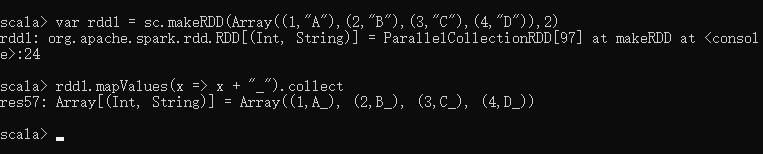 scala> var rdd1 = sc.makeRDD(Array((1,"A"),(2,"B"),(3,"C"),(4,"D")),2)
rdd1: org.apache.spark.rdd.RDD[(Int, String)] = ParallelCollectionRDD[97] at makeRDD at <consol
e>:24
scala> rdd1.mapValues(x => x + "_").collect
res57: Array[(Int, String)] = Array((1,A_), (2,B_), (3,C_), (4,D_))
scala>